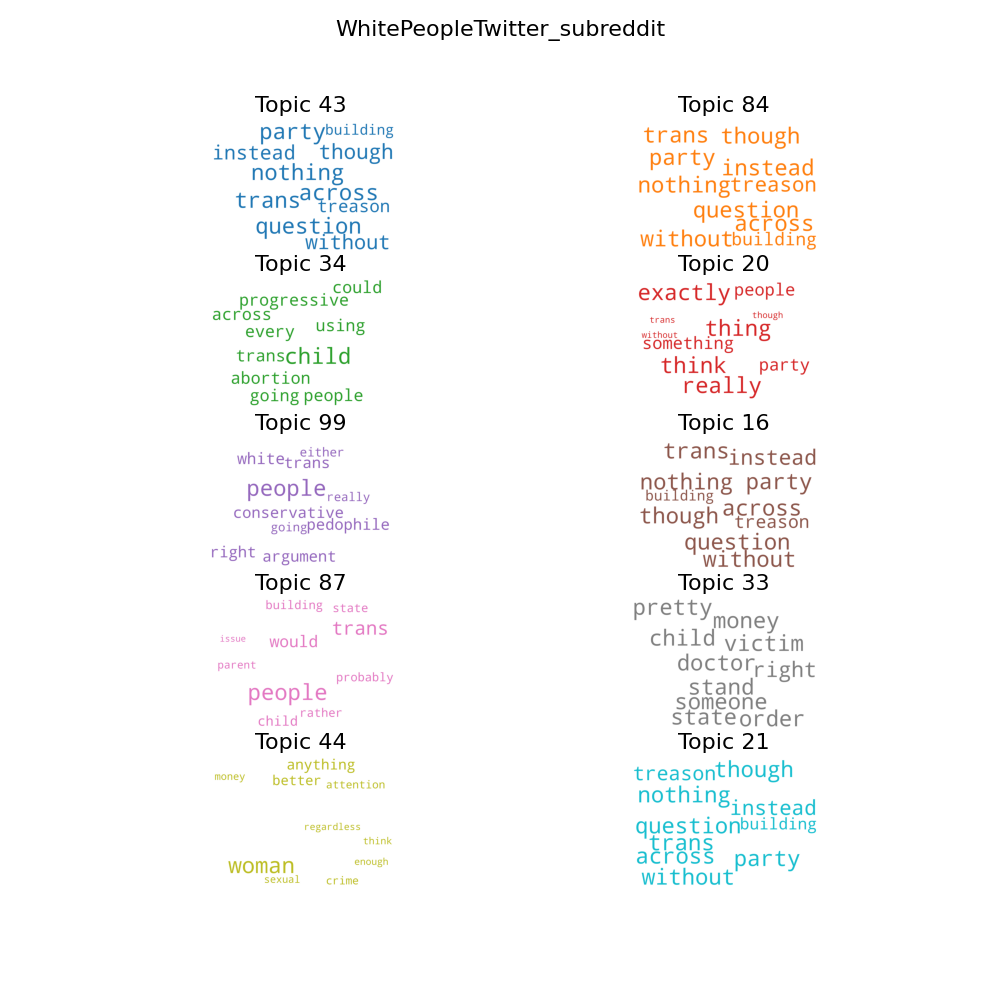 WhitePeopleTwitter_subreddit
Topic 43
party building
instead though
nothing
trans across
treason
question
without
Topic 84
trans though
party instead
nothing treason
question
across
without building
Topic 34
could
progressive
across
every using
trans child
abortion
going people
Topic 20
exactly people
trans though
without thing
something
think party
really
Topic 99
either
white trans
people really
conservative
going pedophile
right argument
Topic 16
trans instead
nothing party
building
though across
treason
question
without
Topic 87
building state
trans
issue would
parent
probably
people
rather
child
Topic 33
pretty money
child victim
doctor right
stand
someone
state order
Topic 44
anything
money better attention
regardless
think
woman enough
sexual crime
Topic 21
treason though
nothing
instead
question building
trans
across party
without